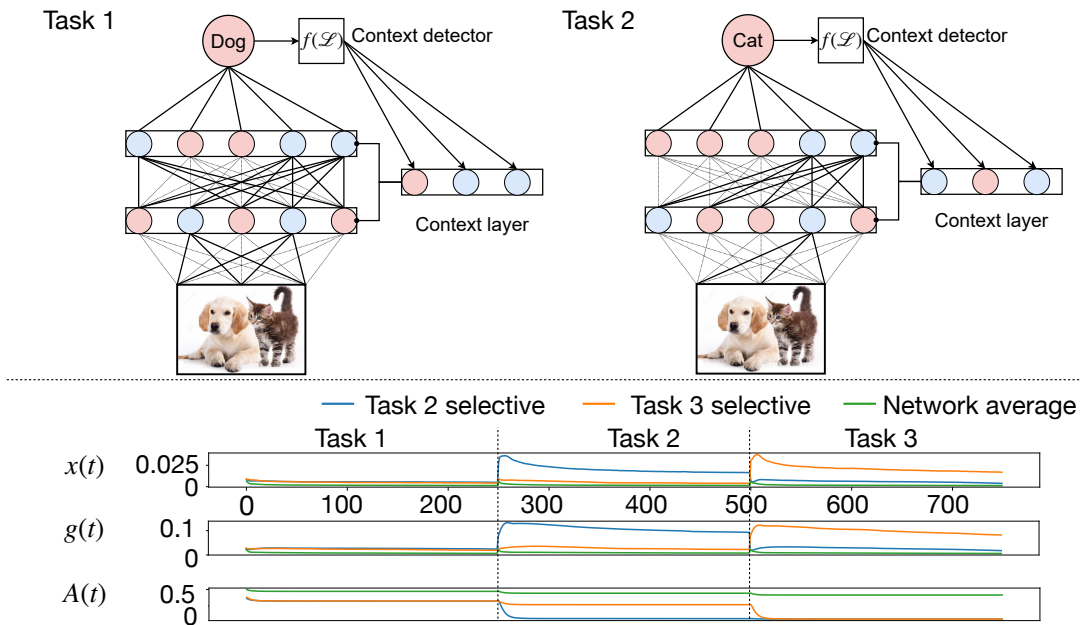 Task 1
Task 2
Dog
f(ℒ)
Context detector
Cat
f(ℒ)
Context detector
Context layer
Context layer
Task 2 selective
Task 3 selective
Network average
Task 1
Task 2
Task 3
x(t)
0.025
0
0 100 200 300 400 500 600 700
g(t)
0.1
0
A(t)
0.5
0